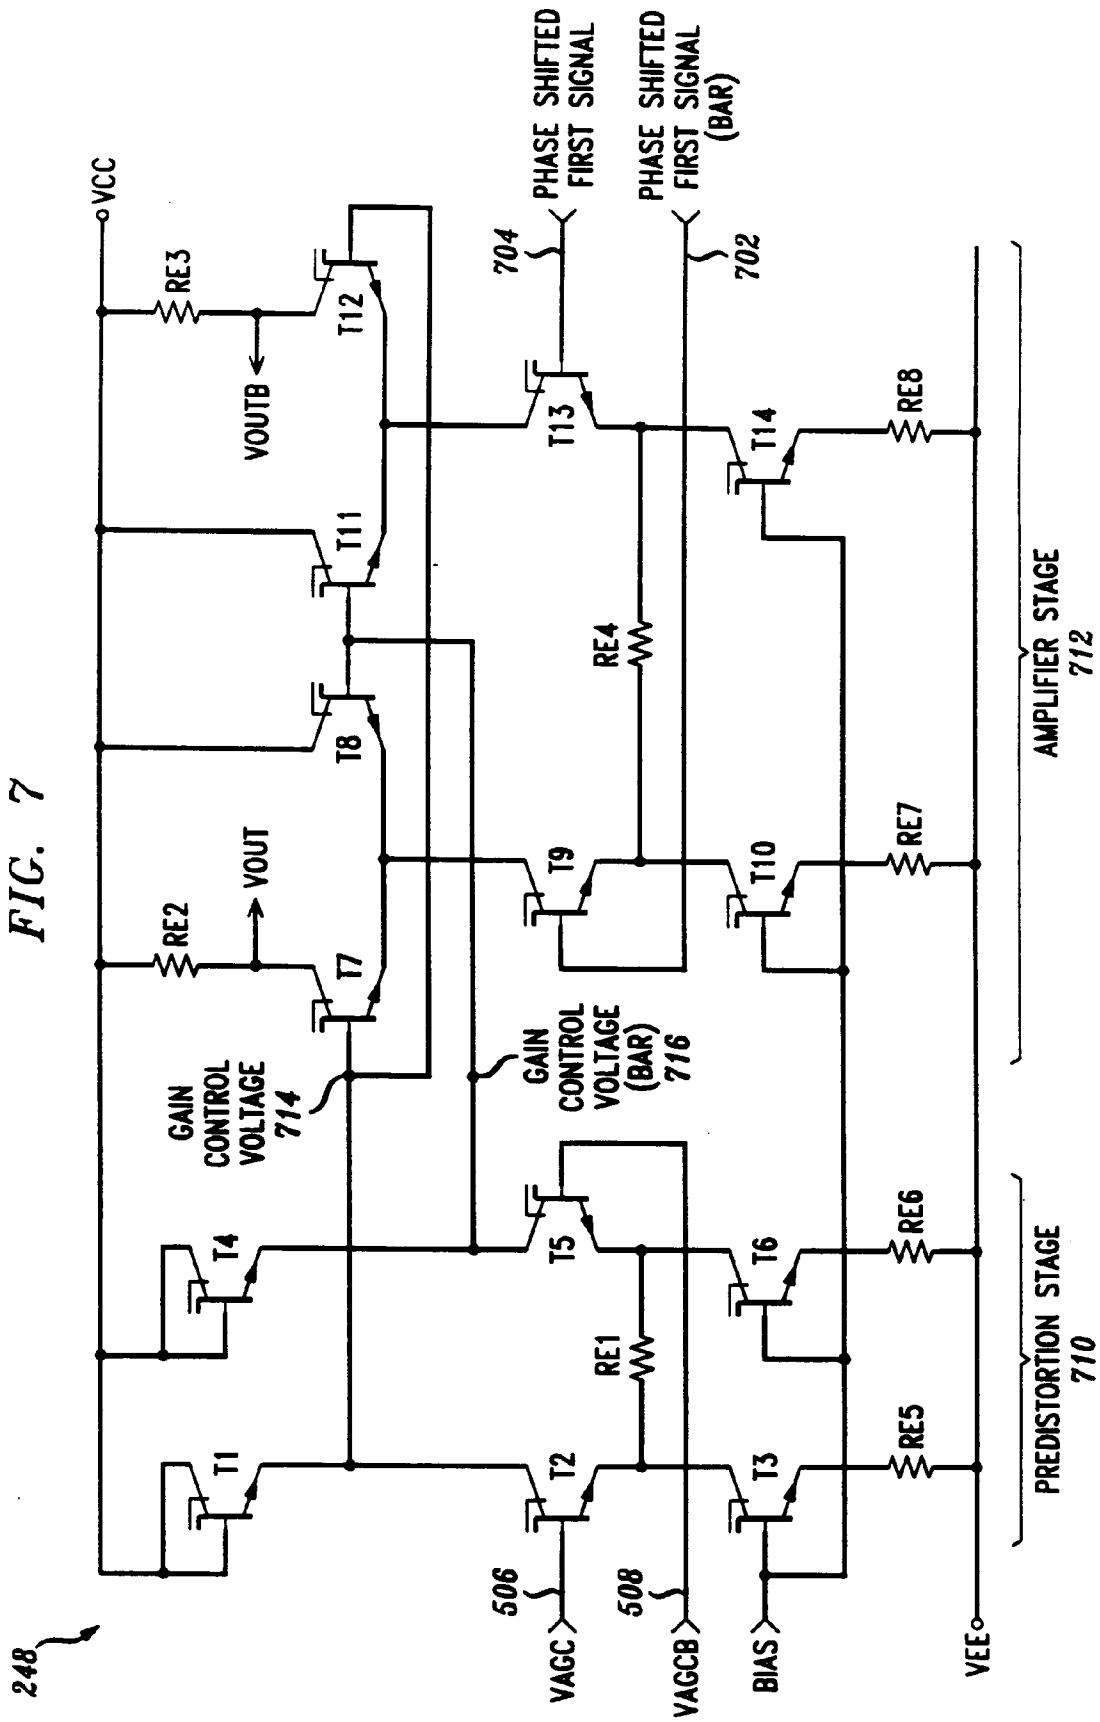 FIG. 7
248
VCC
RE2
VOUT
RE3
VOUTB
T1
T4
GAIN
CONTROL
VOLTAGE
714
T7
T8
T11
T12
GAIN
CONTROL
VOLTAGE
(BAR)
716
506
VAGC
T2
T5
T9
T13
704
PHASE SHIFTED
FIRST SIGNAL
RE1
RE4
508
VAGCB
702
PHASE SHIFTED
FIRST SIGNAL
(BAR)
BIAS
T3
T6
T10
T14
RE5
RE6
RE7
RE8
VEE
PREDISTORTION STAGE
710
AMPLIFIER STAGE
712